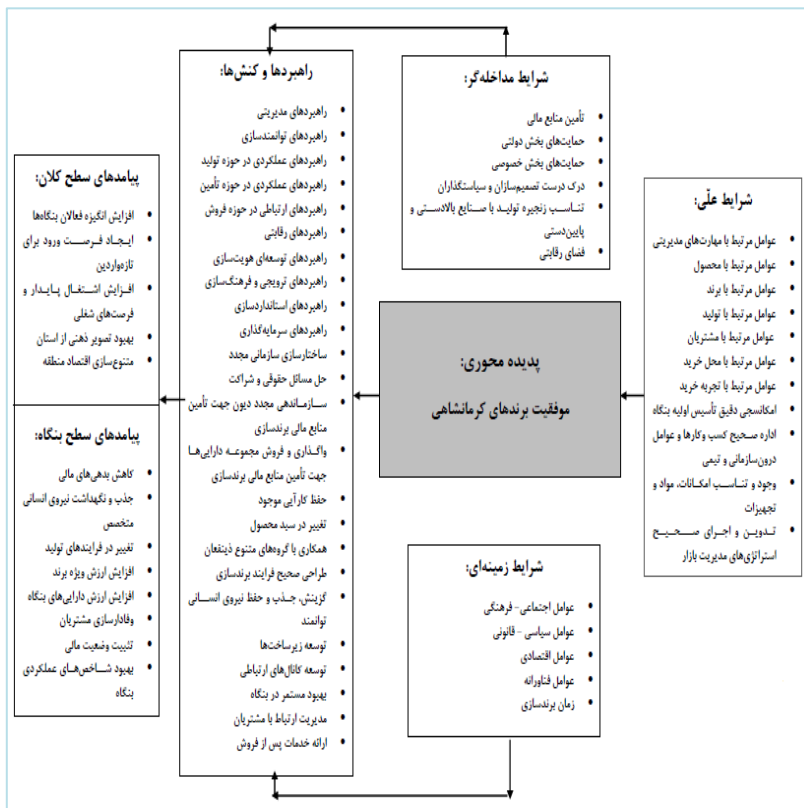 شرایط علّی:
عوامل مرتبط با مهارت‌های مدیریتی
عوامل مرتبط با محصول
عوامل مرتبط با برند
عوامل مرتبط با تولید
عوامل مرتبط با مشتریان
عوامل مرتبط با محل خرید
عوامل مرتبط با تجربه خرید
امکانسجی دقیق تأسیس اولیه بنگاه
اداره صحیح کسب وکارها و عوامل
درون‌سازمانی و تیمی
وجود و تناسب امکانات، مواد و
تجهیزات
تدوین و اجرای صحیح
استراتژی‌های مدیریت بازار
شرایط مداخله‌گر:
تأمین منابع مالی
حمایت‌های بخش دولتی
حمایت‌های بخش خصوصی
درک درست تصمیم‌سازان و سیاستگذاران
تناسب زنجیره تولید با صنایع بالادستی و
پایین‌دستی
فضای رقابتی
پدیده محوری:
موفقیت برندهای کرمانشاهی
شرایط زمینه‌ای:
عوامل اجتماعی- فرهنگی
عوامل سیاسی - قانونی
عوامل اقتصادی
عوامل فناورانه
زمان برندسازی
راهبردها و کنش‌ها:
راهبردهای مدیریتی
راهبردهای توانمندسازی
راهبردهای عملکردی در حوزه تولید
راهبردهای عملکردی در حوزه تأمین
راهبردهای ارتباطی در حوزه فروش
راهبردهای رقابتی
راهبردهای توسعه‌ای هویت‌سازی
راهبردهای ترویجی و فرهنگ‌سازی
راهبردهای استانداردسازی
راهبردهای سرمایه‌گذاری
ساختارسازی سازمانی مجدد
حل مسائل حقوقی و شراکت
سازماندهی مجدد دیون جهت تأمین
منابع مالی برندسازی
واگذاری و فروش مجموعه دارایی‌ها
جهت تأمین منابع مالی برندسازی
حفظ کارآیی موجود
تغییر در سبد محصول
همکاری با گروه‌های متنوع ذینفعان
طراحی صحیح فرایند برندسازی
گزینش، جذب و حفظ نیروی انسانی
توانمند
توسعه زیرساخت‌ها
توسعه کانال‌های ارتباطی
بهبود مستمر در بنگاه
مدیریت ارتباط با مشتریان
ارائه خدمات پس از فروش
پیامدهای سطح کلان:
افزایش انگیزه فعالان بنگاه‌ها
ایجاد فرصت ورود برای
تازه‌واردین
افزایش اشتغال پایدار و
فرصت‌های شغلی
بهبود تصویر ذهنی از استان
متنوع‌سازی اقتصاد منطقه
پیامدهای سطح بنگاه:
کاهش بدهی‌های مالی
جذب و نگهداشت نیروی انسانی
متخصص
تغییر در فرایندهای تولید
افزایش ارزش ویژه برند
افزایش ارزش دارایی‌های بنگاه
وفادارسازی مشتریان
تثبیت وضعیت مالی
بهبود شاخص‌های عملکردی
بنگاه